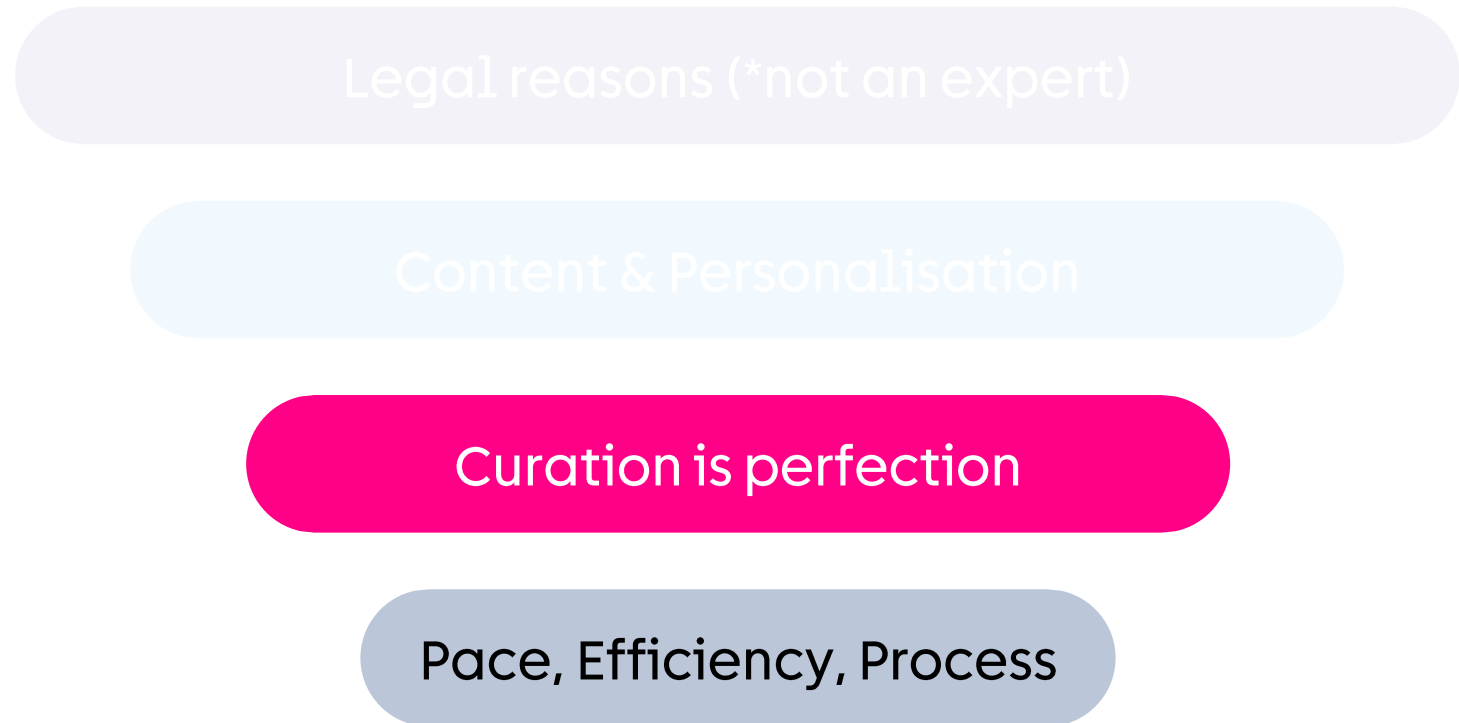 Legal reasons (*not an expert)
Content & Personalisation
Curation is perfection
Pace, Efficiency, Process